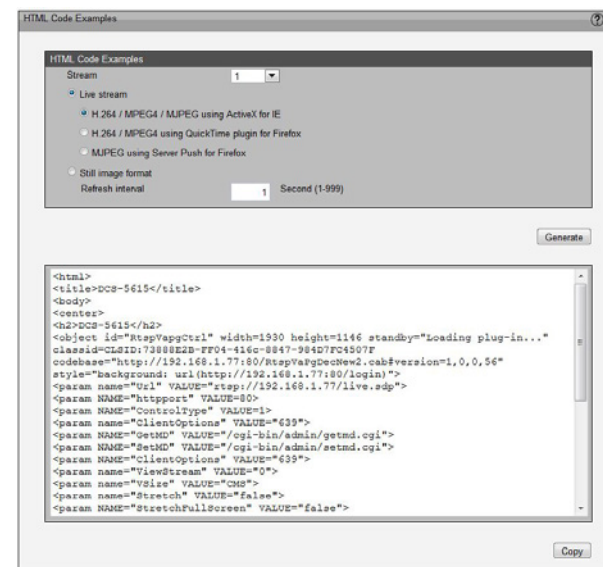 HTML Code Examples
HTML Code Examples
Stream 1
Live stream
H.264 / MPEG4 / MJPEG using ActiveX for IE
H.264 / MPEG4 using QuickTime plugin for Firefox
MJPEG using Server Push for Firefox
Still image format
Refresh interval 1 Second (1-999)
Generate
<html>
<title>DCS-5615</title>
<body>
<center>
<h2>DCS-5615</h2>
<object id="RtspVapgCtrl" width=1930 height=1146 standby="Loading plug-in..."
classid=CLSID:73888E2B-FF04-416c-8847-984D7FC4507F
codebase="http://192.168.1.77:80/RtspVaPgDecNew2.cab#version=1,0,0,56"
style="background: url(http://192.168.1.77:80/login)">
<param name="Url" VALUE="rtsp://192.168.1.77/live.sdp">
<param NAME="httpport" VALUE=80>
<param NAME="ControlType" VALUE=1>
<param name="ClientOptions" VALUE="639">
<param name="GetMD" VALUE="/cgi-bin/admin/getmd.cgi">
<param name="SetMD" VALUE="/cgi-bin/admin/setmd.cgi">
<param NAME="ClientOptions" VALUE="639">
<param name="ViewStream" VALUE="0">
<param name="VSize" VALUE="CMS">
<param name="Stretch" VALUE="false">
<param NAME="StretchFullScreen" VALUE="false">
Copy